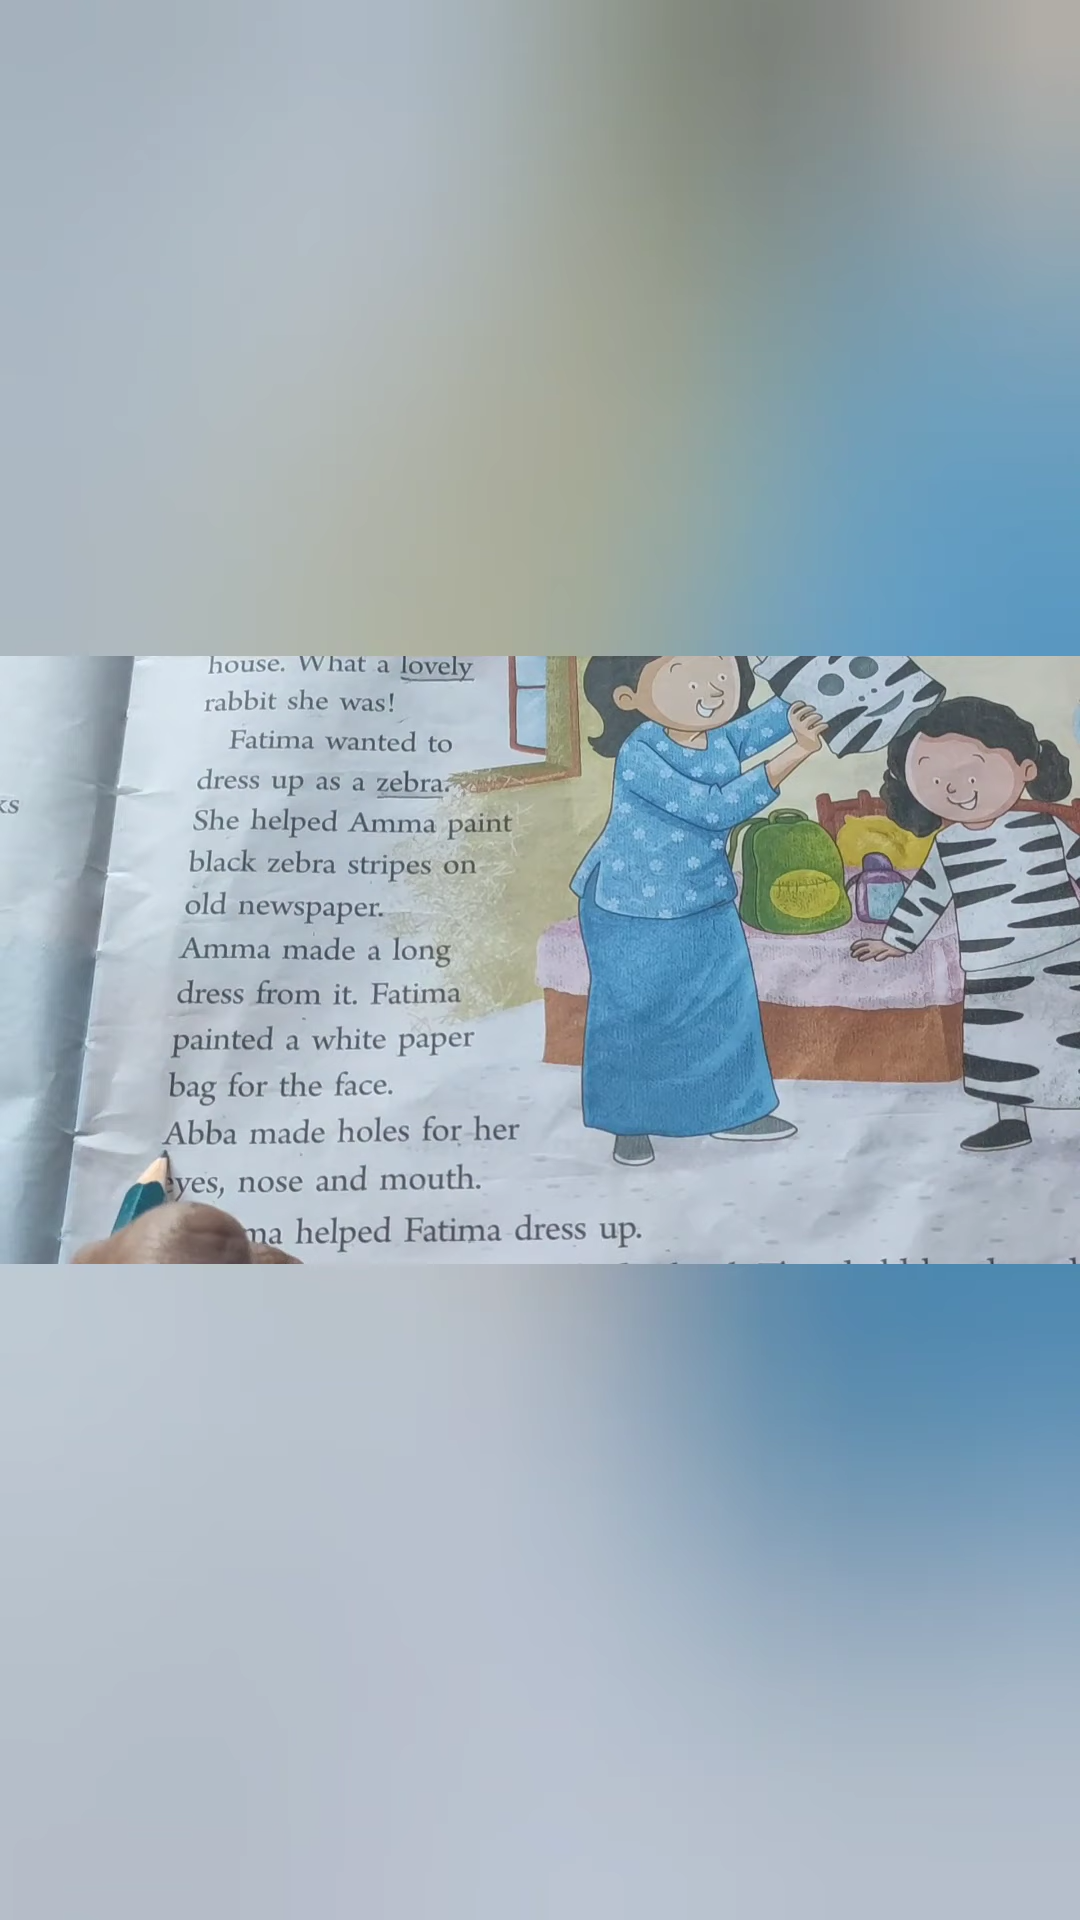 ks
house. What a lovely
rabbit she was!
Fatima wanted to
dress up as a zebra.
She helped Amma paint
black zebra stripes on
old newspaper.
Amma made a long
dress from it. Fatima
painted a white paper
bag for the face.
Abba made holes for her
eyes, nose and mouth.
helped Fatima dress up.